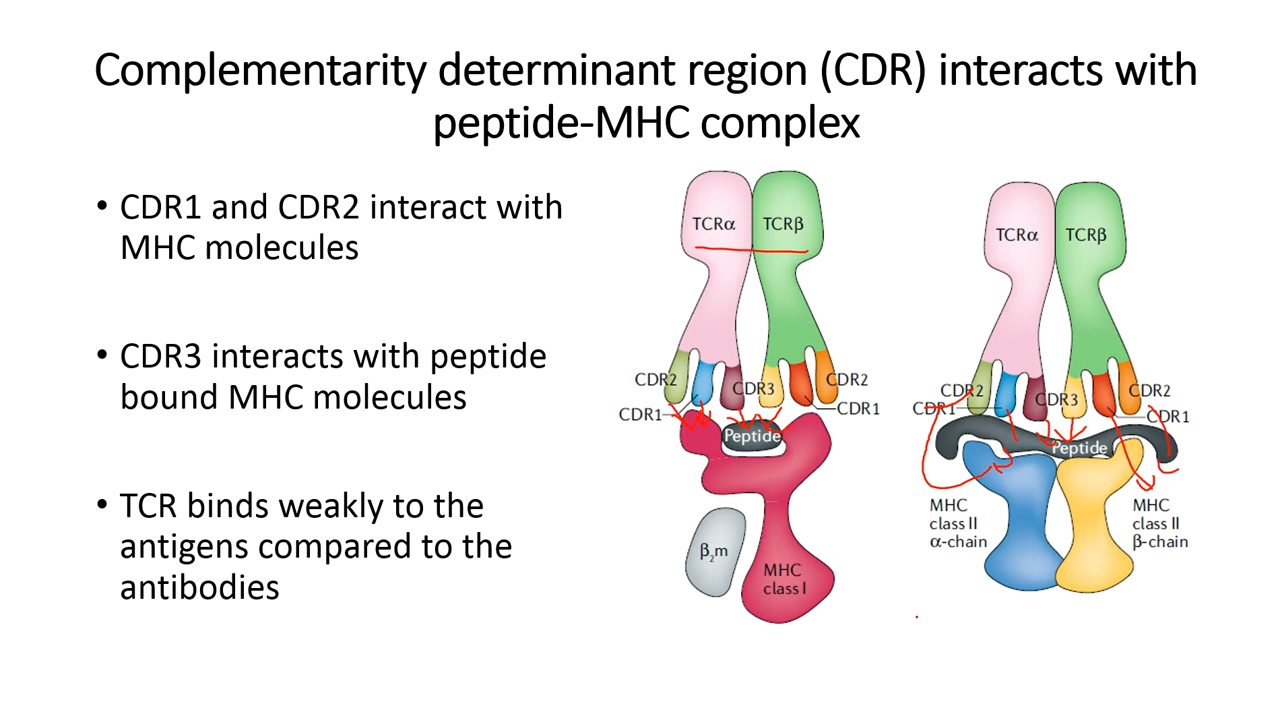 Complementarity determinant region (CDR) interacts with
peptide-MHC complex
• CDR1 and CDR2 interact with
MHC molecules
• CDR3 interacts with peptide
bound MHC molecules
• TCR binds weakly to the
antigens compared to the
antibodies
TCRα TCRβ
CDR2 CDR3 CDR2
CDR1 CDR1
Peptide
β2m
MHC
class I
TCRα TCRβ
CDR2 CDR3 CDR2
CDR1 CDR1
Peptide
MHC
class II
α-chain
MHC
class II
β-chain